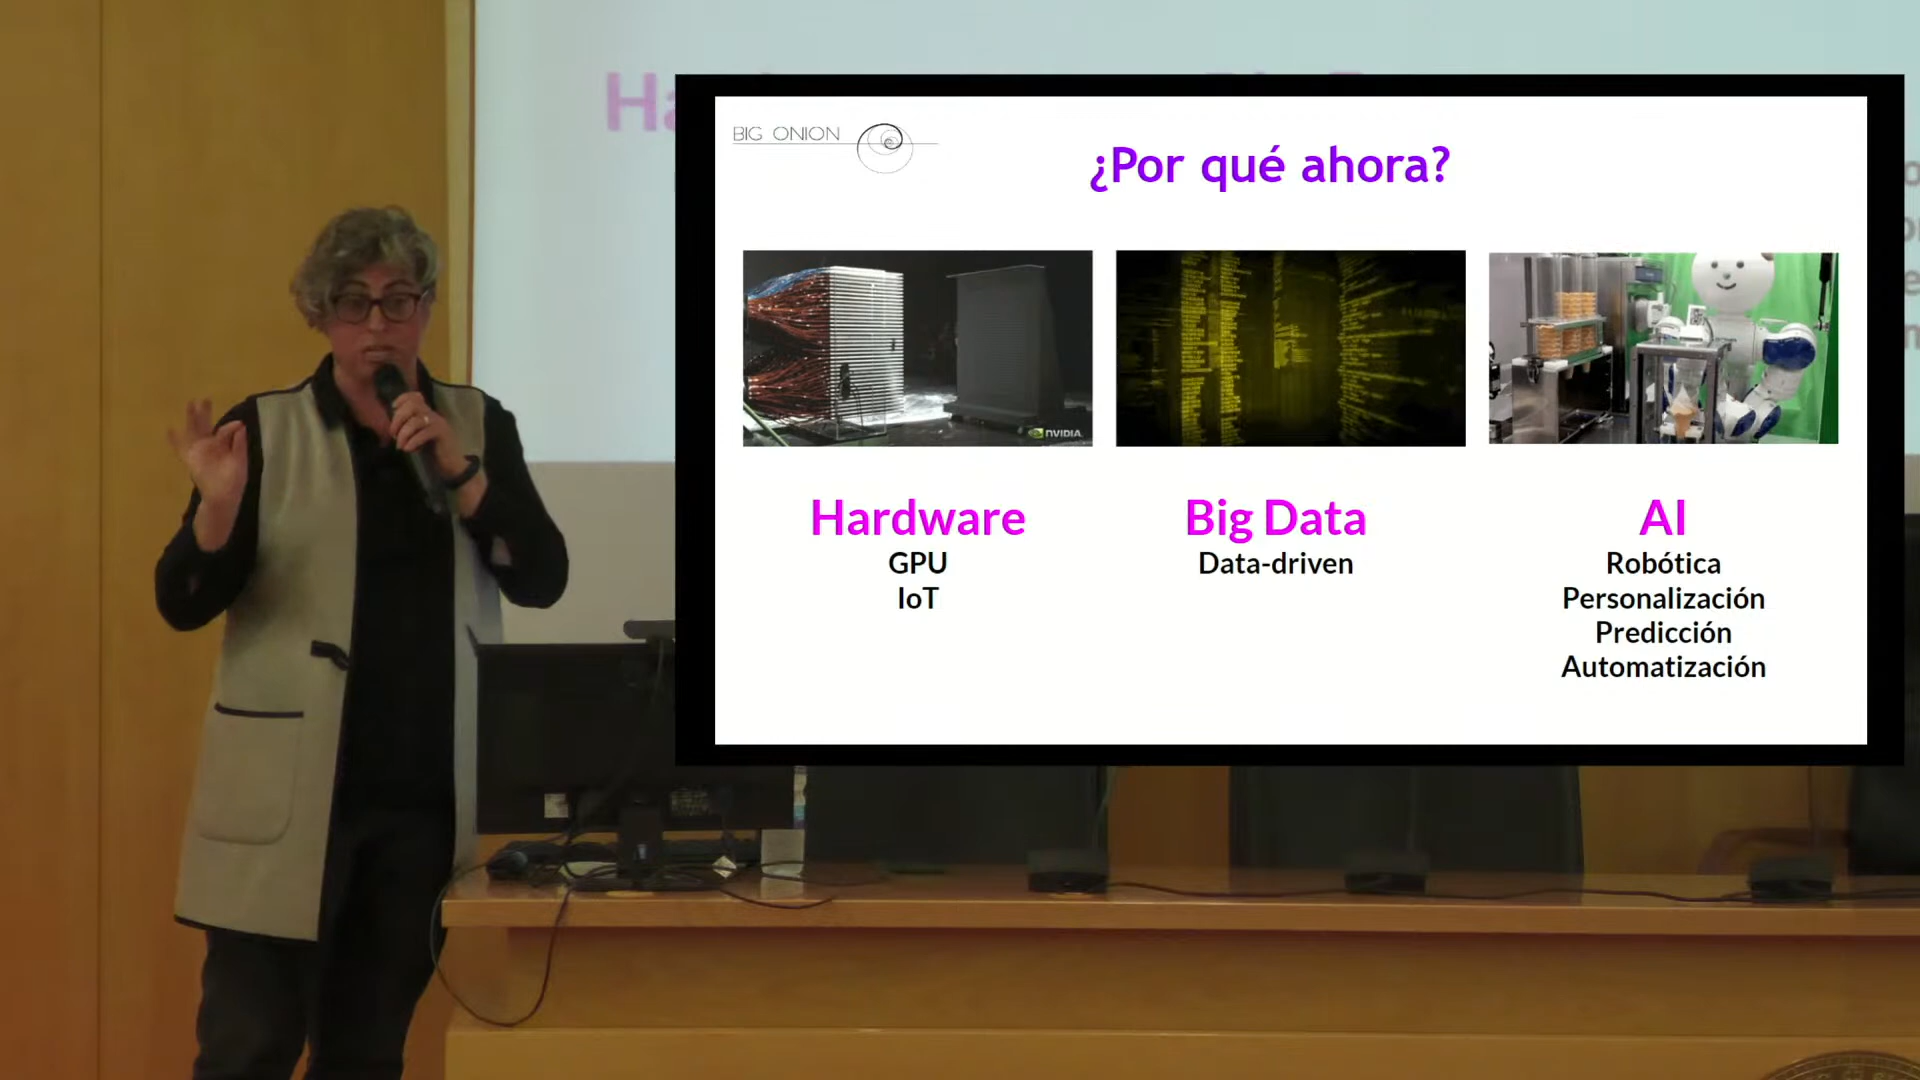 BIG ONION
¿Por qué ahora?
NVIDIA
Hardware
GPU
IoT
Big Data
Data-driven
AI
Robótica
Personalización
Predicción
Automatización